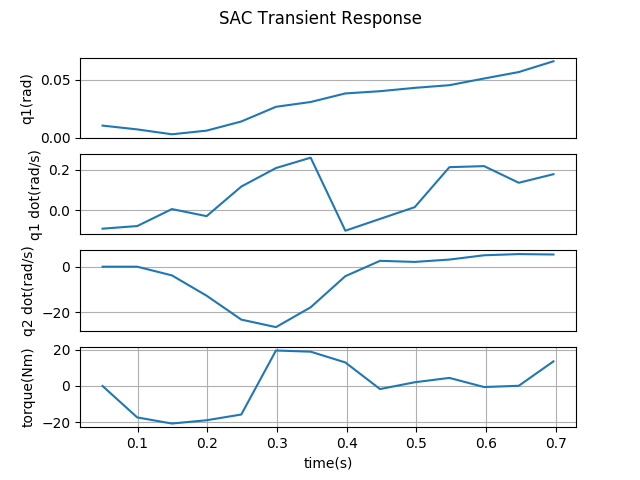 SAC Transient Response
q1(rad)
0.05
0.00
q1 dot(rad/s)
0.2
0.0
q2 dot(rad/s)
0
−20
torque(Nm)
20
0
−20
0.1 0.2 0.3 0.4 0.5 0.6 0.7
time(s)